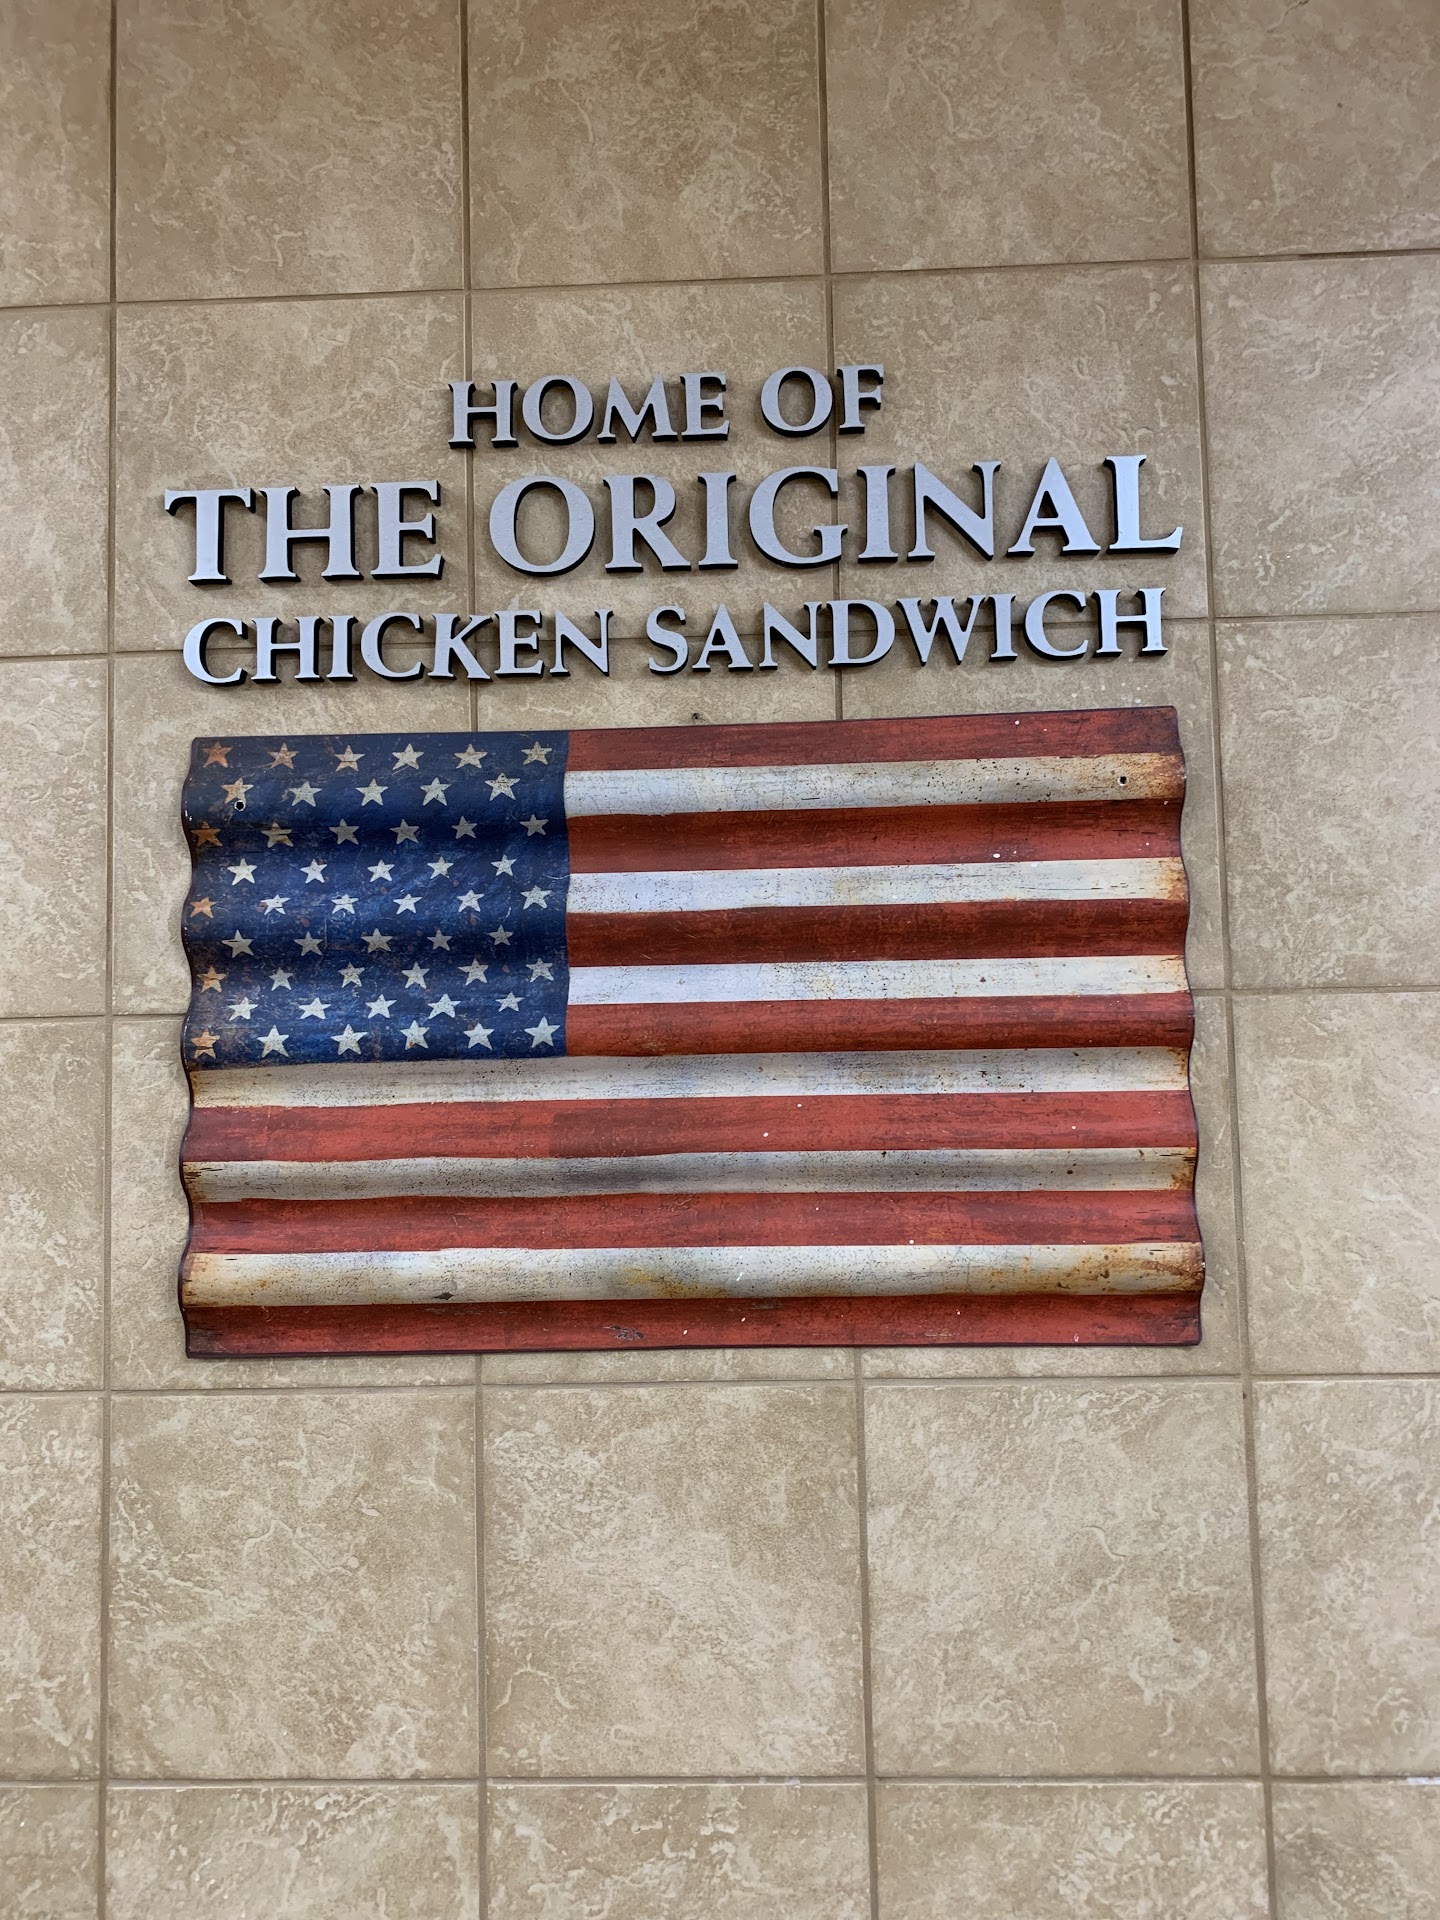 HOME OF
THE ORIGINAL
CHICKEN SANDWICH